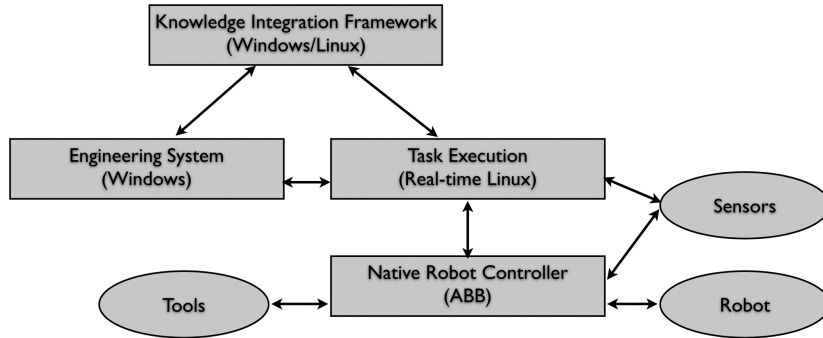 Knowledge Integration Framework
(Windows/Linux)
Engineering System
(Windows)
Task Execution
(Real-time Linux)
Sensors
Native Robot Controller
(ABB)
Tools
Robot